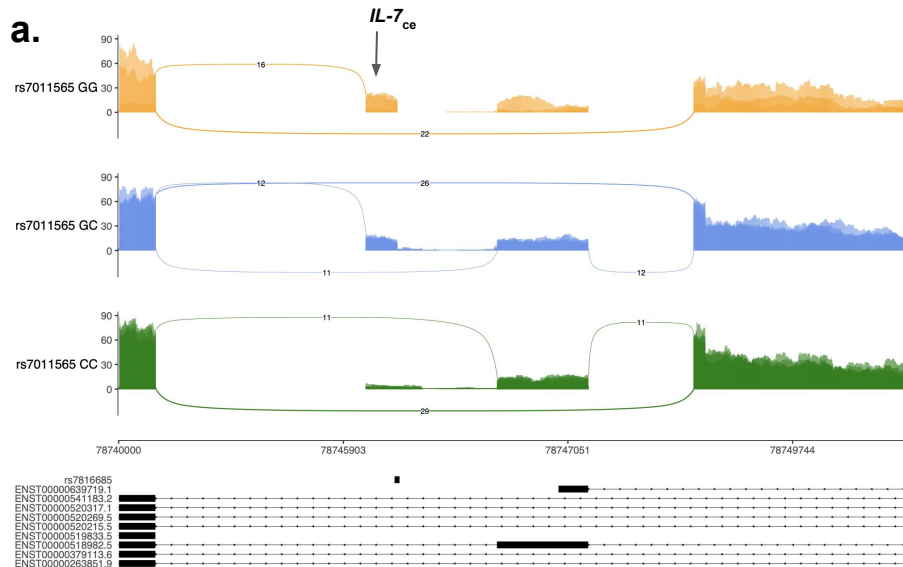 a.
IL-7ce
rs7011565 GG
90
60
30
0
16
22
rs7011565 GC
90
60
30
0
12
26
11
12
rs7011565 CC
90
60
30
0
11
11
29
78740000
78745903
78747051
78749744
rs7816685
ENST00000639719.1
ENST00000541183.2
ENST00000520317.1
ENST00000520269.5
ENST00000520215.5
ENST00000519833.5
ENST00000518982.5
ENST00000379113.6
ENST00000263851.9